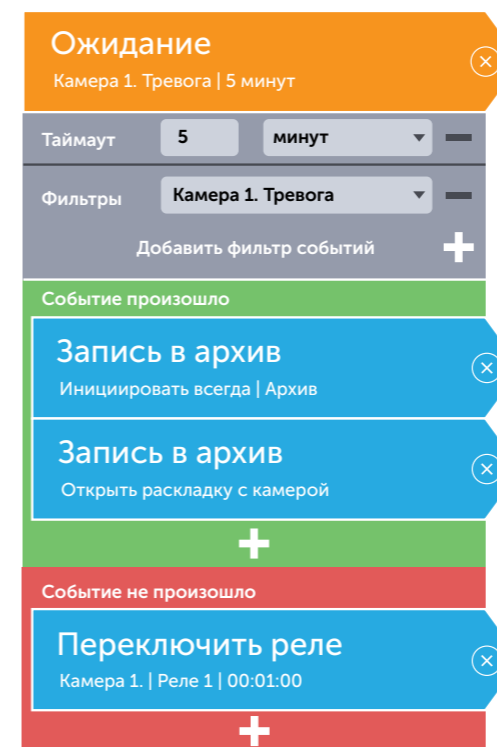 Ожидание
Камера 1. Тревога | 5 минут
Таймаут 5 минут
Фильтры Камера 1. Тревога
Добавить фильтр событий
Событие произошло
Запись в архив
Инициировать всегда | Архив
Запись в архив
Открыть раскладку с камерой
Событие не произошло
Переключить реле
Камера 1. | Реле 1 | 00:01:00